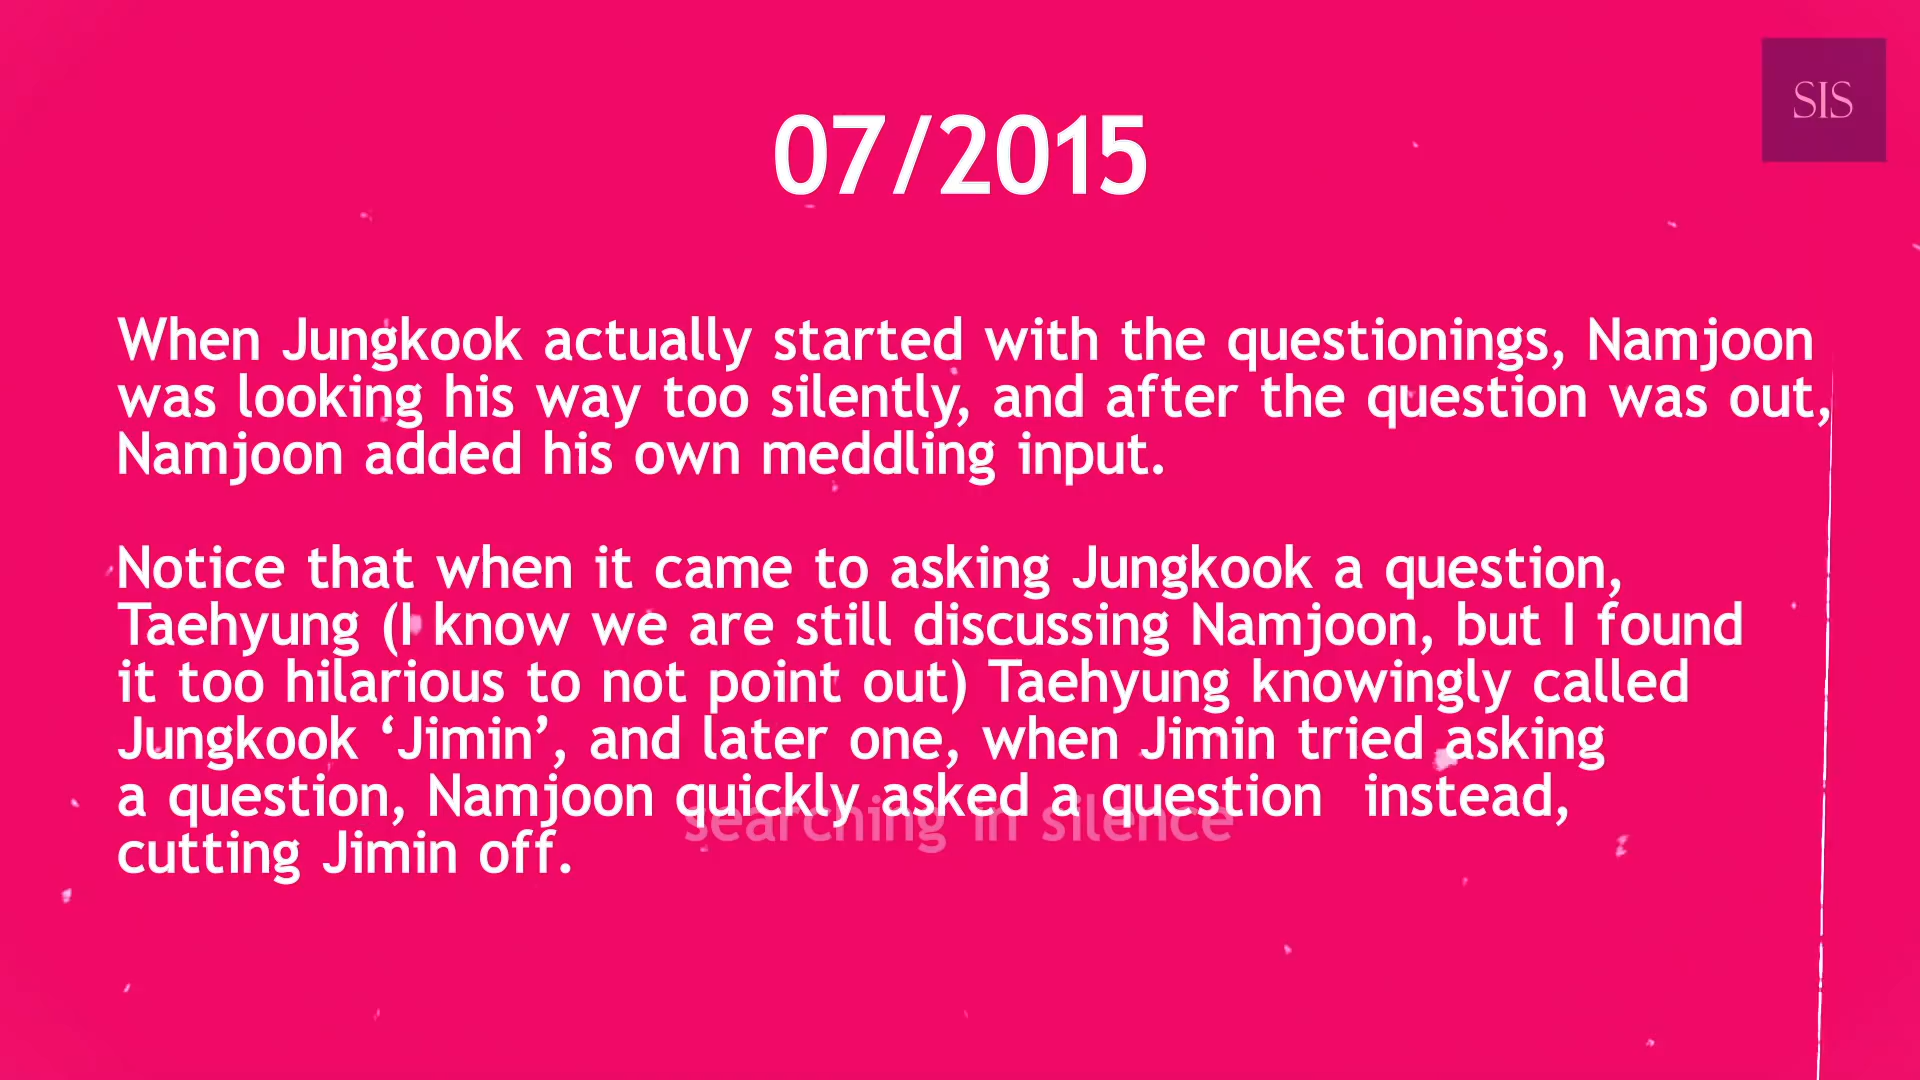 SIS
07/2015
When Jungkook actually started with the questionings, Namjoon
was looking his way too silently, and after the question was out,
Namjoon added his own meddling input.
Notice that when it came to asking Jungkook a question,
Taehyung (I know we are still discussing Namjoon, but I found
it too hilarious to not point out) Taehyung knowingly called
Jungkook ‘Jimin’, and later one, when Jimin tried asking
a question, Namjoon quickly asked a question  instead,
searching in silence
cutting Jimin off.